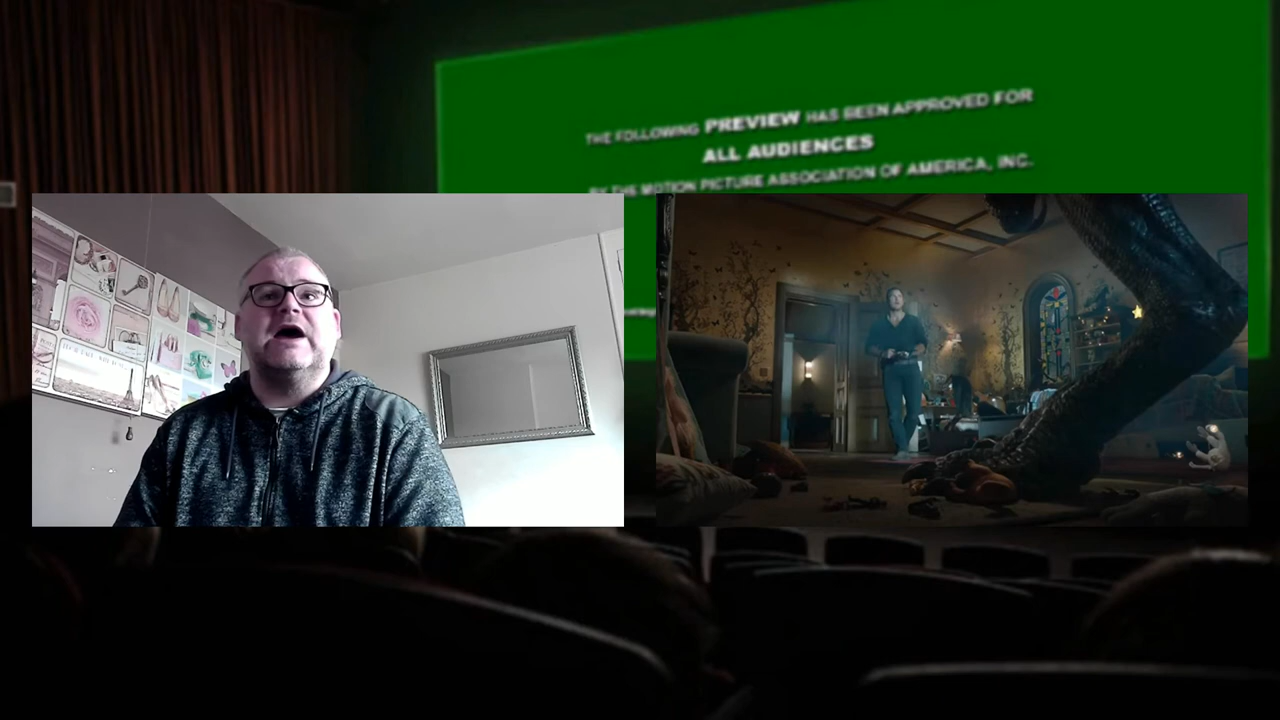 THE FOLLOWING PREVIEW HAS BEEN APPROVED FOR
ALL AUDIENCES
BY THE MOTION PICTURE ASSOCIATION OF AMERICA, INC.